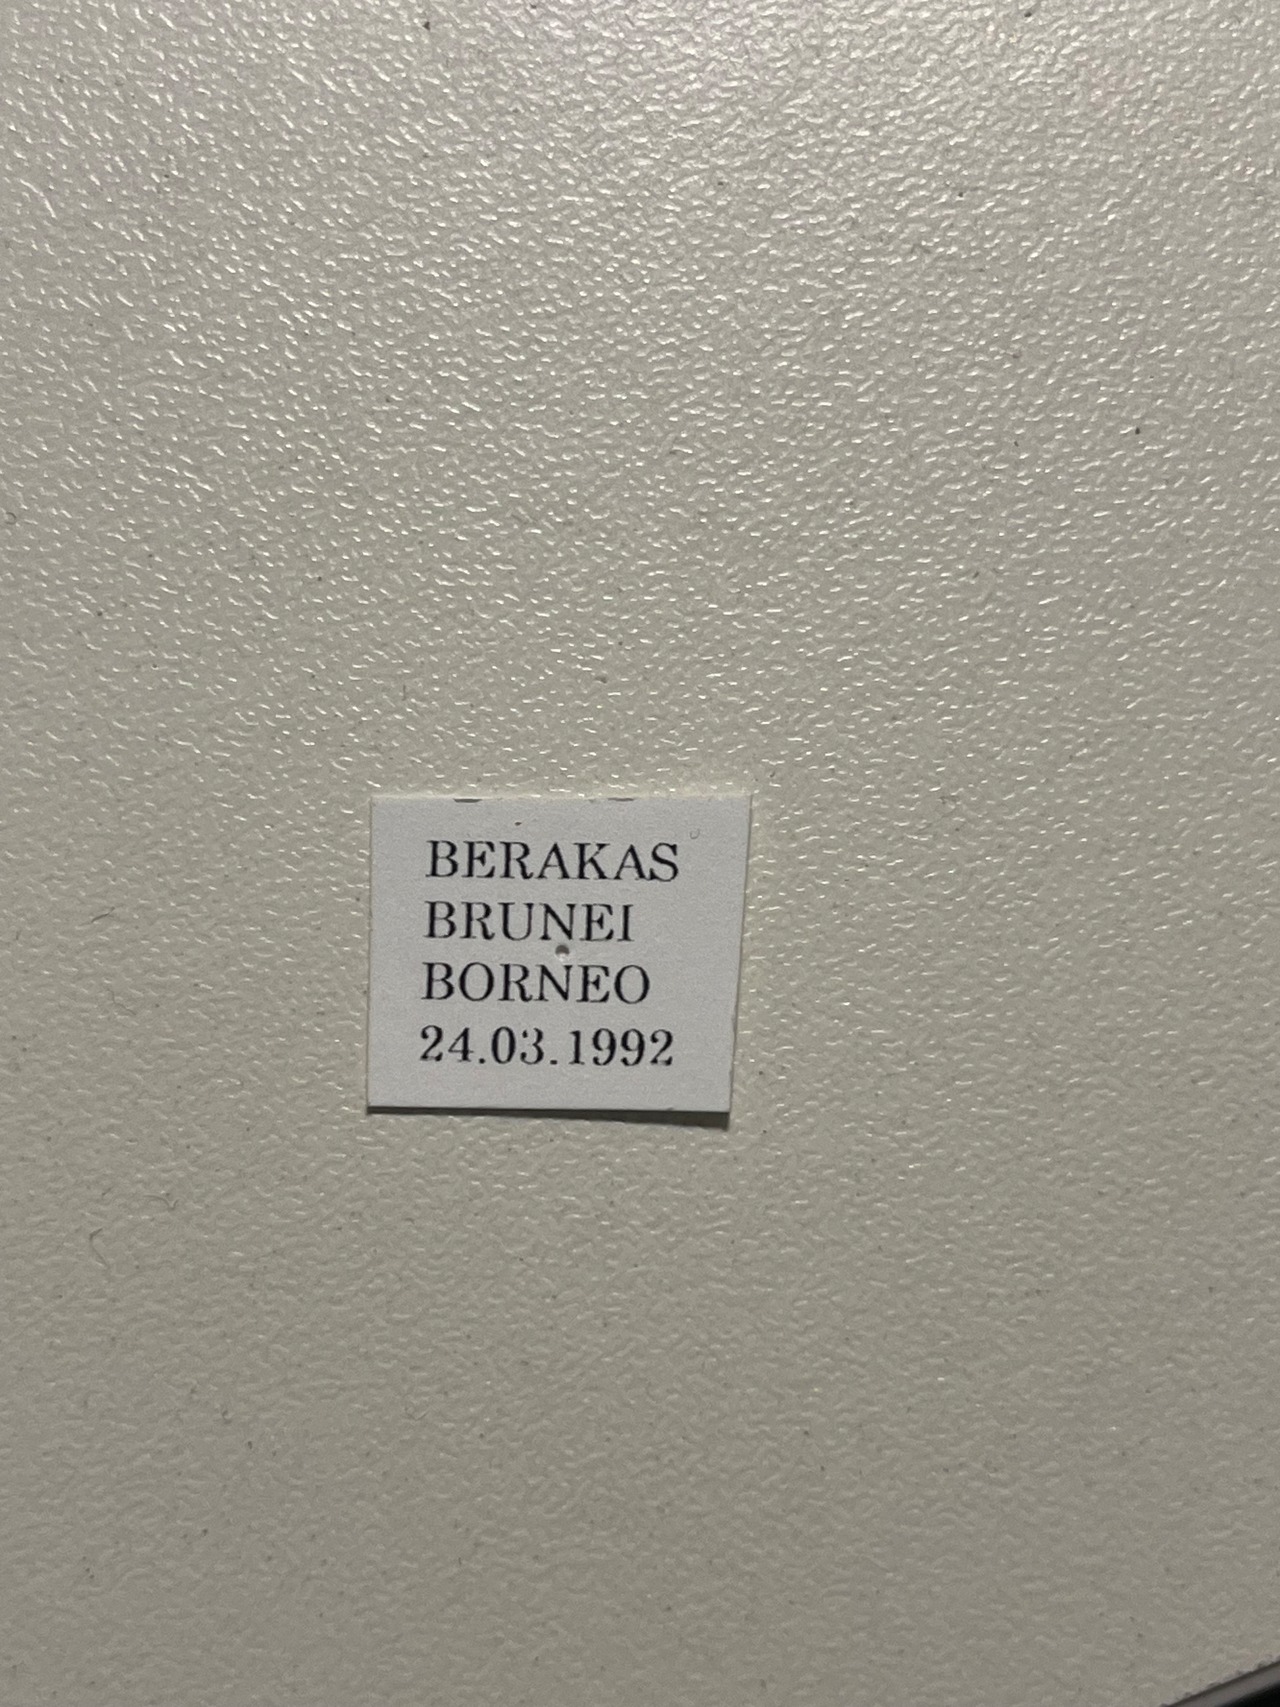 BERAKAS
BRUNEI
BORNEO
24.03.1992